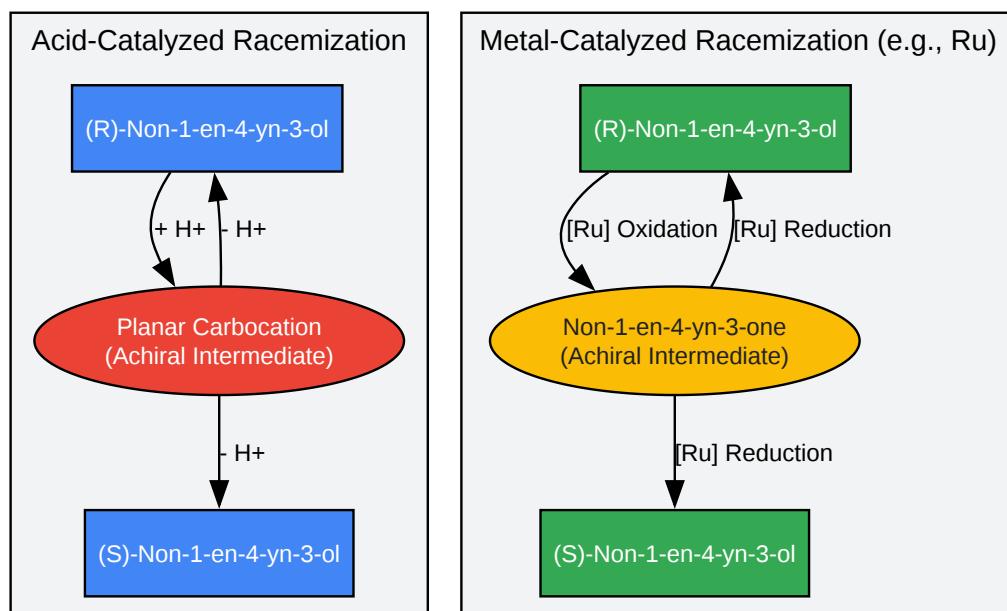 Acid-Catalyzed Racemization
(R)-Non-1-en-4-yn-3-ol
+ H+
- H+
Planar Carbocation
(Achiral Intermediate)
- H+
(S)-Non-1-en-4-yn-3-ol
Metal-Catalyzed Racemization (e.g., Ru)
(R)-Non-1-en-4-yn-3-ol
[Ru] Oxidation
[Ru] Reduction
Non-1-en-4-yn-3-one
(Achiral Intermediate)
[Ru] Reduction
(S)-Non-1-en-4-yn-3-ol